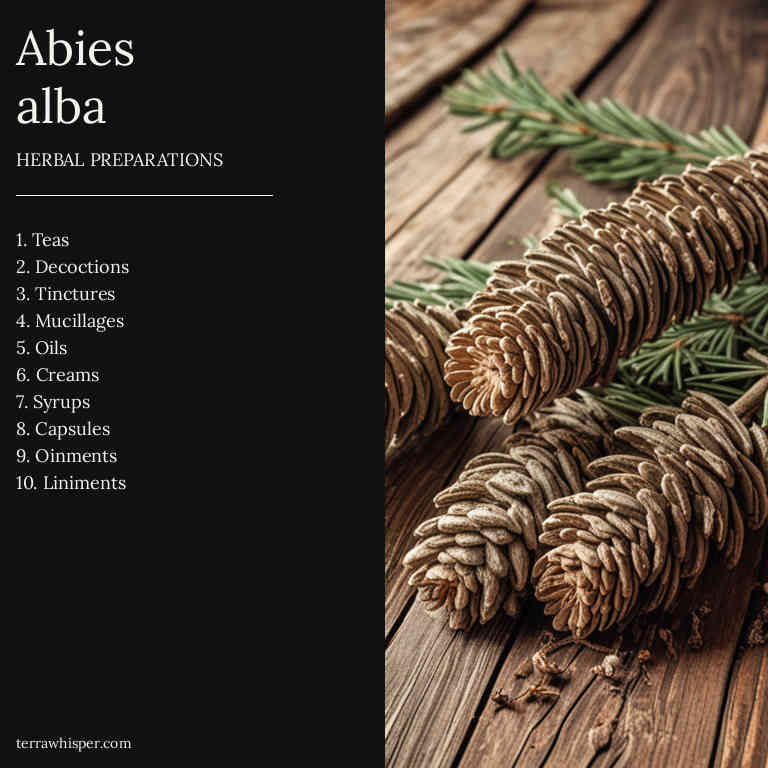 Abies
alba
HERBAL PREPARATIONS
1. Teas
2. Decoctions
3. Tinctures
4. Mucillages
5. Oils
6. Creams
7. Syrups
8. Capsules
9. Oinments
10. Liniments
terrawhisper.com